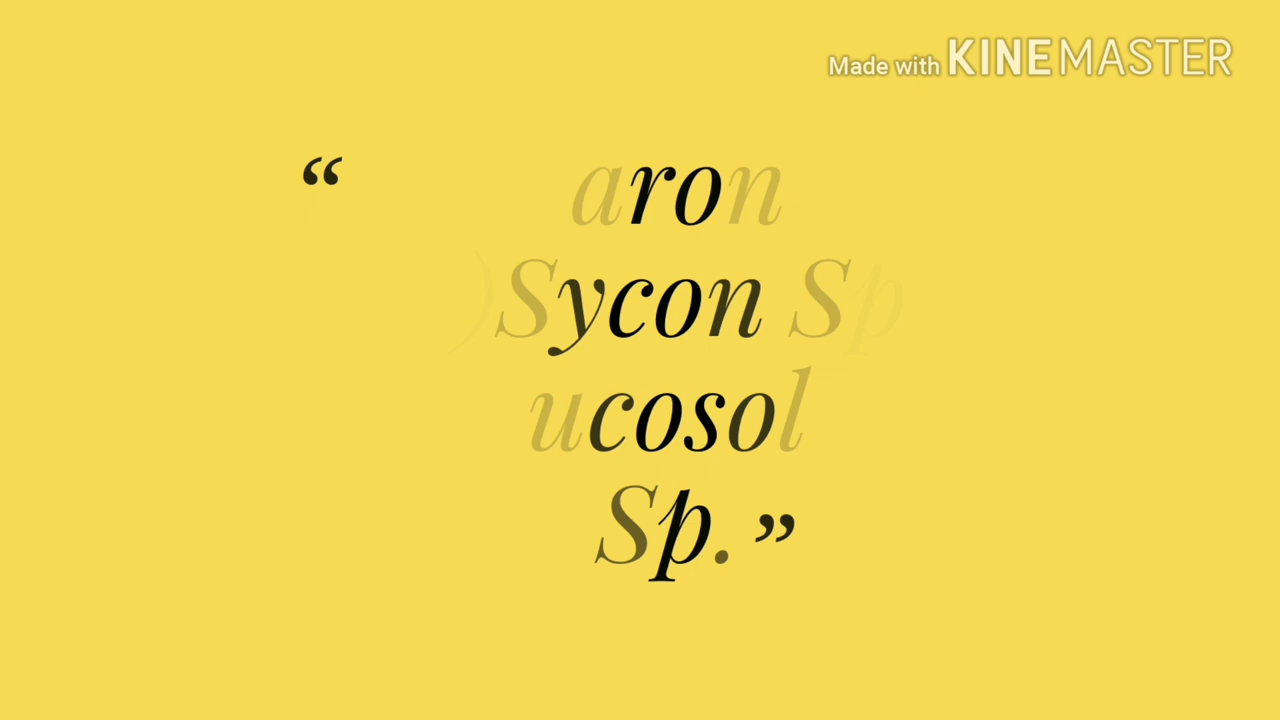 Made with KINEMASTER
“ aron
)Sycon Sp
ucosol
Sp. ”